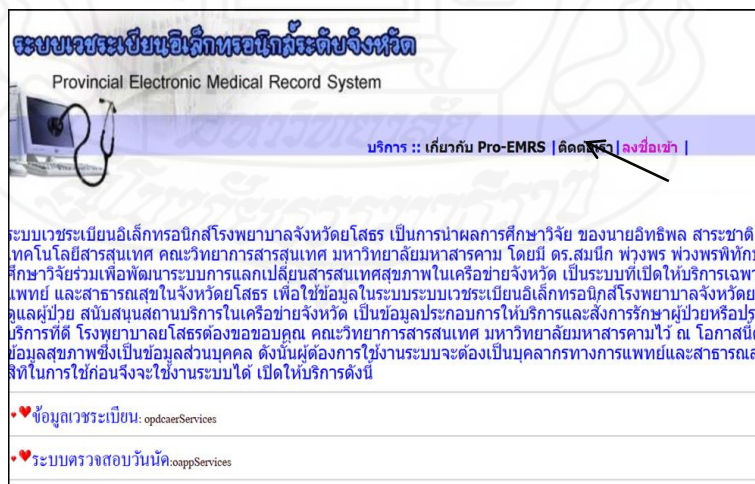 ระบบเวชระเบียนอิเล็กทรอนิกส์ระดับจังหวัด
Provincial Electronic Medical Record System
บริการ :: เกี่ยวกับ Pro-EMRS | ติดต่อเรา | ลงชื่อเข้า |
ระบบเวชระเบียนอิเล็กทรอนิกส์โรงพยาบาลจังหวัดยโสธร เป็นการนำผลการศึกษาวิจัย ของนายอิทธิพล สาระชาติ
เทคโนโลยีสารสนเทศ คณะวิทยาการสารสนเทศ มหาวิทยาลัยมหาสารคาม โดยมี ดร.สมนึก พ่วงพร พ่วงพรพิทักษ
ศึกษาวิจัยร่วมเพื่อพัฒนาระบบการแลกเปลี่ยนสารสนเทศสุขภาพในเครือข่ายจังหวัด เป็นระบบที่เปิดให้บริการเฉพา
แพทย์ และสาธารณสุขในจังหวัดยโสธร เพื่อใช้ข้อมูลในระบบระบบเวชระเบียนอิเล็กทรอนิกส์โรงพยาบาลจังหวัดย
ดูแลผู้ป่วย สนับสนุนสถานบริการในเครือข่ายจังหวัด เป็นข้อมูลประกอบการให้บริการและสั่งการรักษาผู้ป่วยหรือปร
บริการที่ดี โรงพยาบาลยโสธรต้องขอขอบคุณ คณะวิทยาการสารสนเทศ มหาวิทยาลัยมหาสารคามไว้ ณ โอกาสนี้
ข้อมูลสุขภาพซึ่งเป็นข้อมูลส่วนบุคคล ดังนั้นผู้ต้องการใช้งานระบบจะต้องเป็นบุคลากรทางการแพทย์และสาธารณส
สิทิในการใช้ก่อนจึงจะใช้งานระบบได้ เปิดให้บริการดังนี้
ข้อมูลเวชระเบียน: opdcaerServices
ระบบตรวจสอบวันนัด:oappServices